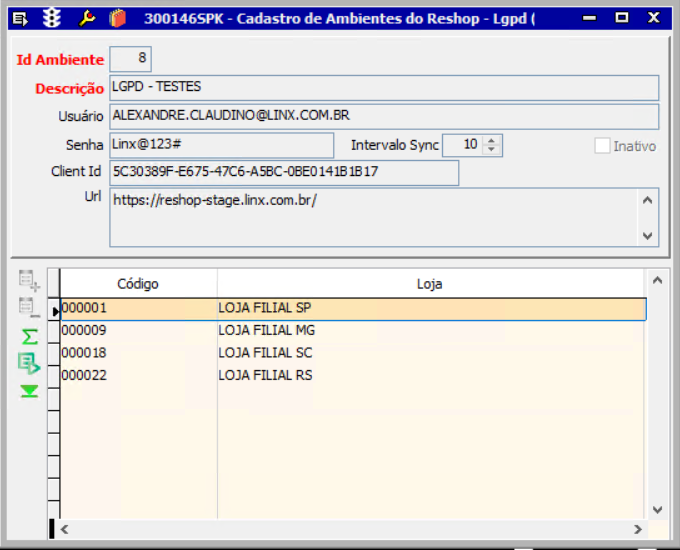 300146SPK - Cadastro de Ambientes do Reshop - Lgpd (
Id Ambiente 8
Descrição LGPD - TESTES
Usuário ALEXANDRE.CLAUDINO@LINX.COM.BR
Senha Linx@123# Intervalo Sync 10 Inativo
Client Id 5C30389F-E675-47C6-A5BC-0BE0141B1B17
Url https://reshop-stage.linx.com.br/
Código Loja
000001 LOJA FILIAL SP
000009 LOJA FILIAL MG
000018 LOJA FILIAL SC
000022 LOJA FILIAL RS